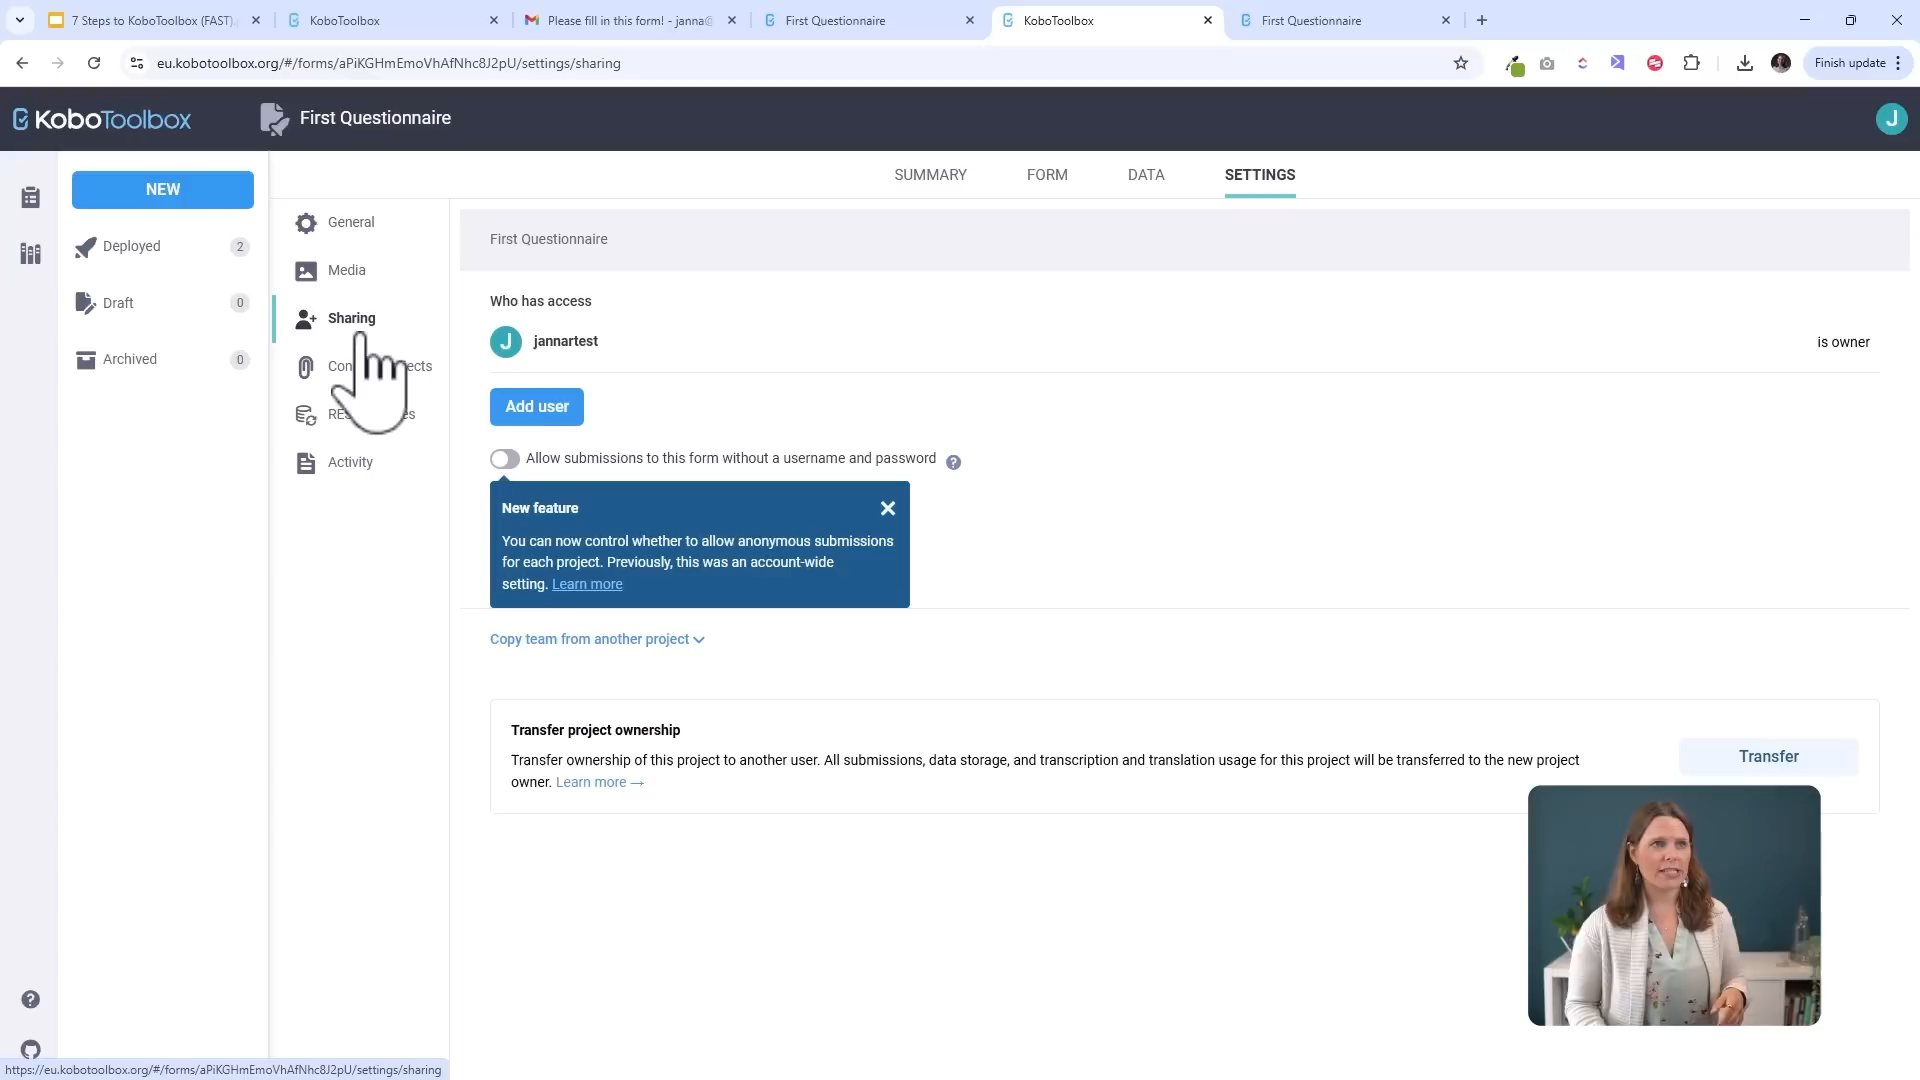 7 Steps to KoboToolbox (FAST)
KoboToolbox
Please fill in this form! - janna@
First Questionnaire
KoboToolbox
First Questionnaire
eu.kobotoolbox.org/#/forms/aPiKGHmEmoVhAfNhc8J2pU/settings/sharing
Finish update
KoboToolbox
First Questionnaire
J
SUMMARY
FORM
DATA
SETTINGS
NEW
Deployed
2
Draft
0
Archived
0
General
Media
Sharing
Activity
First Questionnaire
Who has access
J
jannartest
is owner
Add user
Allow submissions to this form without a username and password
New feature
You can now control whether to allow anonymous submissions
for each project. Previously, this was an account-wide
setting. Learn more
Copy team from another project
Transfer project ownership
Transfer ownership of this project to another user. All submissions, data storage, and transcription and translation usage for this project will be transferred to the new project
owner. Learn more →
Transfer
https://eu.kobotoolbox.org/#/forms/aPiKGHmEmoVhAfNhc8J2pU/settings/sharing